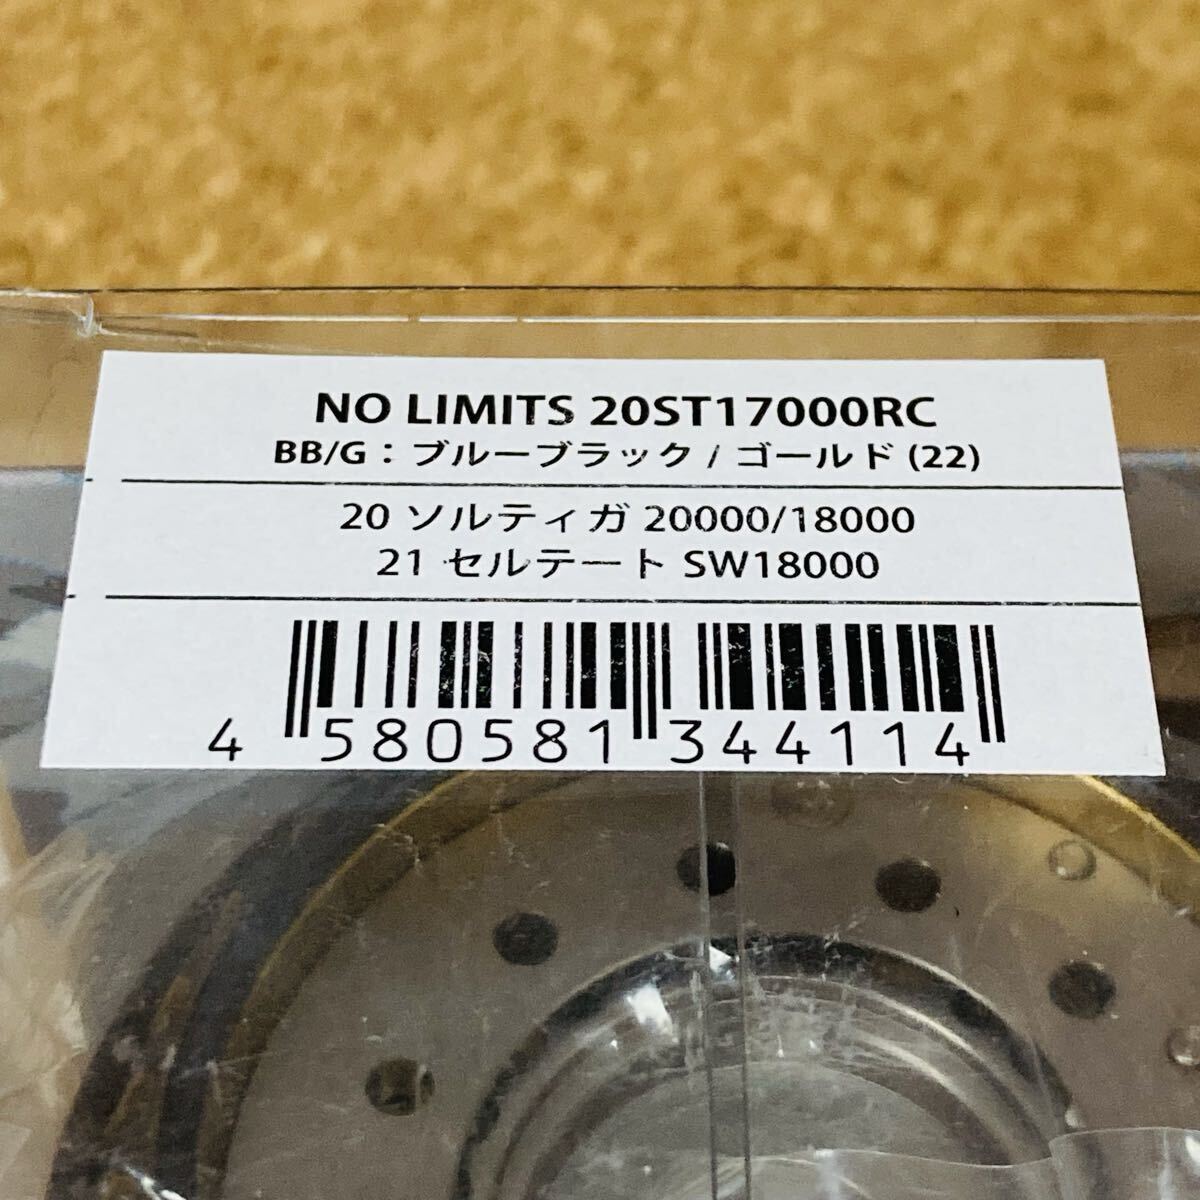 NO LIMITS 20ST17000RC
BB/G：ブルーブラック / ゴールド (22)
20 ソルティガ 20000/18000
21 セルテート SW18000
4 580581 344114